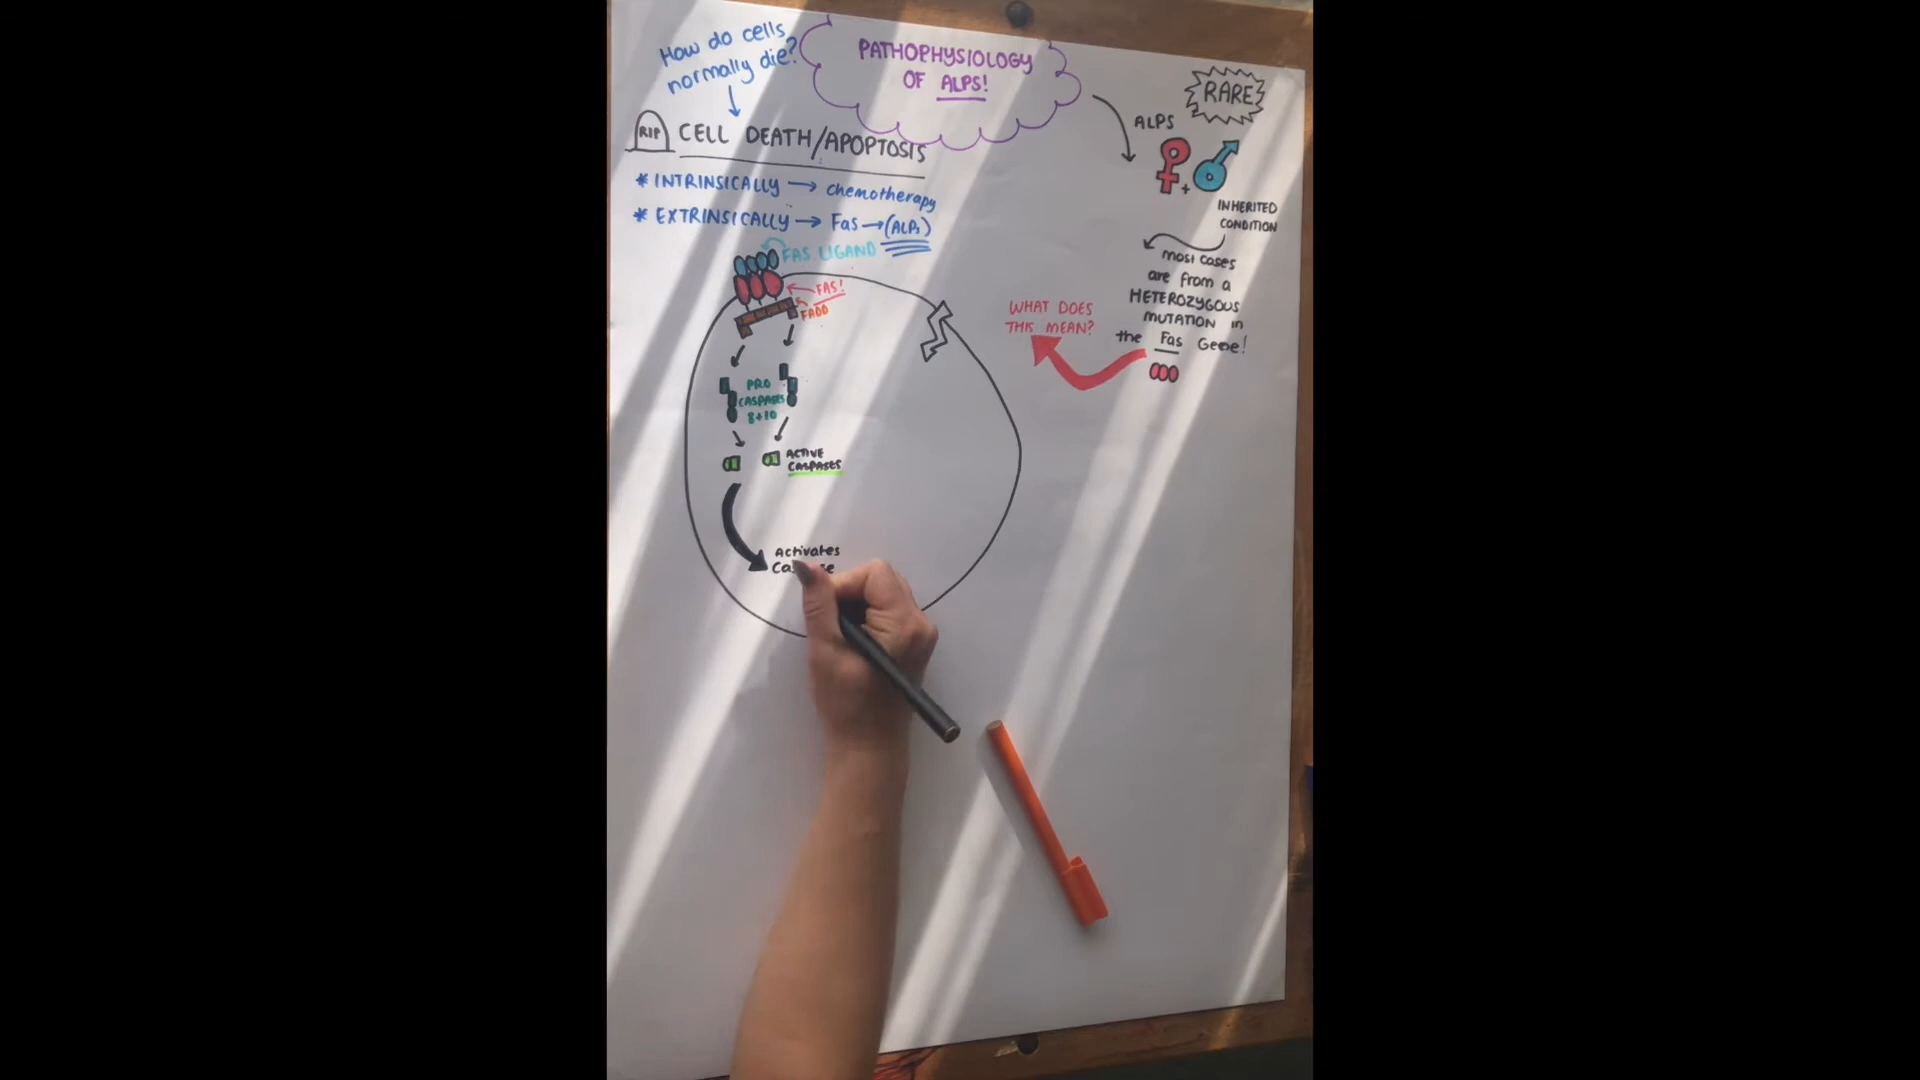 How do cells
normally die?
PATHOPHYSIOLOGY
OF ALPS!
RIP
CELL DEATH/APOPTOSIS
* INTRINSICALLY → chemotherapy
* EXTRINSICALLY → Fas → (ALPs)
FAS LIGAND
FAS!
FADD
PRO
CASPASES
8+10
ACTIVE
CASPASES
Activates
RARE
ALPS
+
INHERITED
CONDITION
most cases
are from a
HETEROZYGOUS
MUTATION in
the Fas Gene!
WHAT DOES
THIS MEAN?